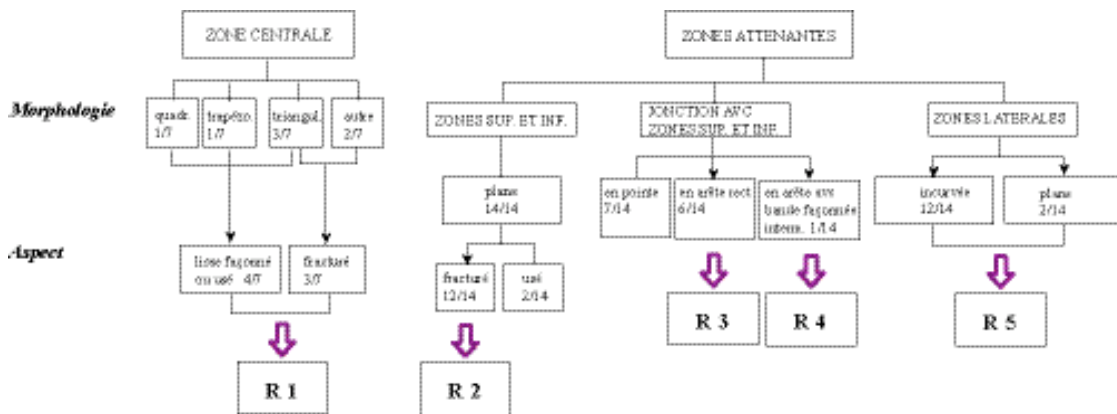 ZONE CENTRALE
ZONES ATTENANTES
Morphologie
quadr.
1/7
trapézo.
1/7
triangul.
3/7
autre
2/7
ZONES SUP. ET INF.
JONCTION AVC
ZONES SUP. ET INF
ZONES LATERALES
plans
14/14
en pointe
7/14
en arête rect.
6/14
en arête avc
bande façonnée
interm. 1/14
incurvée
12/14
plans
2/14
Aspect
lisse façonné
ou usé 4/7
fracturé
3/7
fracturé
12/14
usé
2/14
R 1
R 2
R 3
R 4
R 5